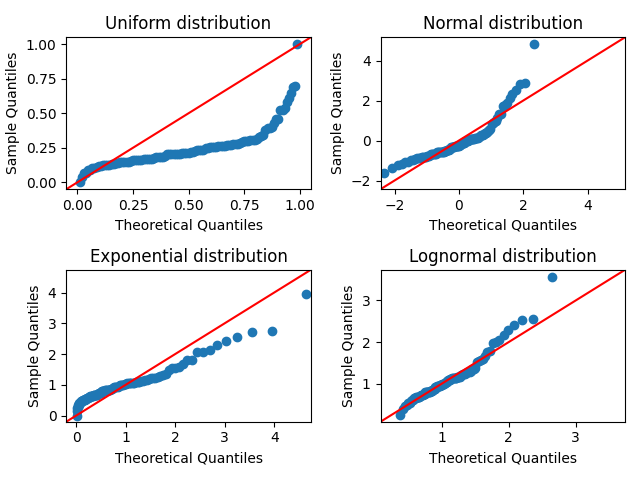 Uniform distribution
Sample Quantiles
1.00
0.75
0.50
0.25
0.00
0.00 0.25 0.50 0.75 1.00
Theoretical Quantiles
Normal distribution
Sample Quantiles
4
2
0
−2
−2 0 2 4
Theoretical Quantiles
Exponential distribution
Sample Quantiles
4
3
2
1
0
0 1 2 3 4
Theoretical Quantiles
Lognormal distribution
Sample Quantiles
3
2
1
1 2 3
Theoretical Quantiles